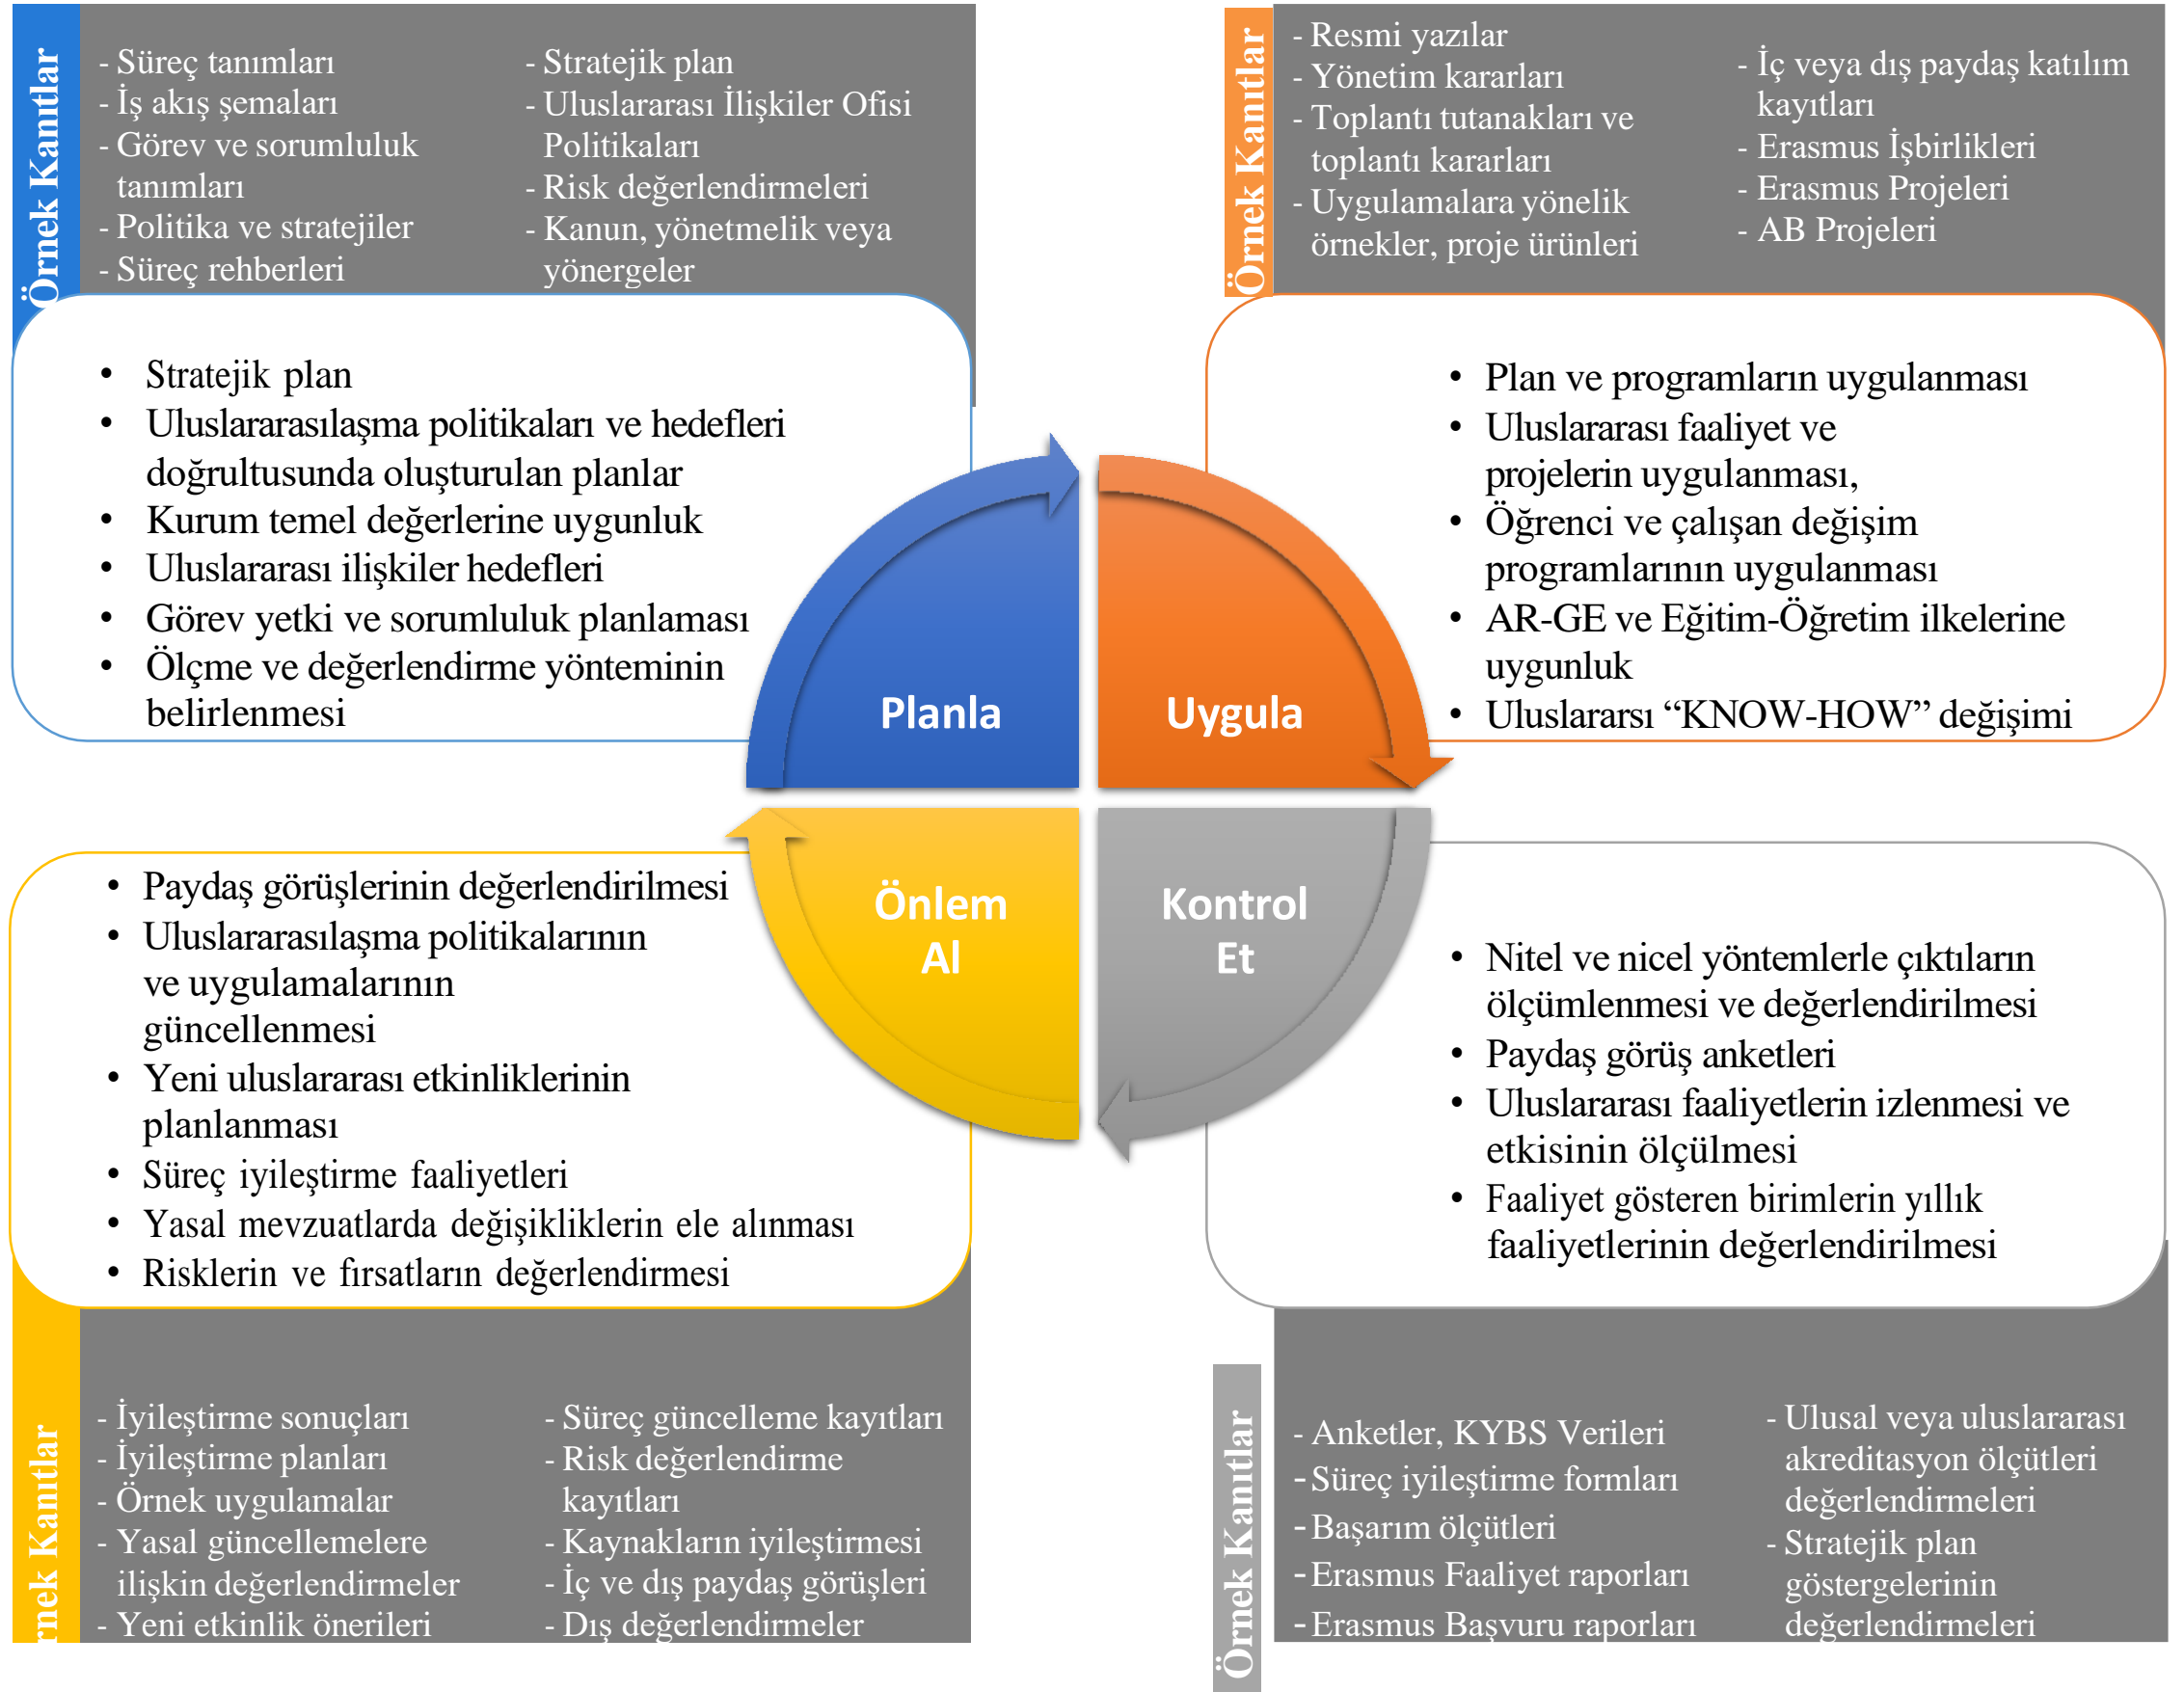 Örnek Kanıtlar
- Süreç tanımları
- İş akış şemaları
- Görev ve sorumluluk
tanımları
- Politika ve stratejiler
- Süreç rehberleri
- Stratejik plan
- Uluslararası İlişkiler Ofisi
Politikaları
- Risk değerlendirmeleri
- Kanun, yönetmelik veya
yönergeler
• Stratejik plan
• Uluslararasılaşma politikaları ve hedefleri
doğrultusunda oluşturulan planlar
• Kurum temel değerlerine uygunluk
• Uluslararası ilişkiler hedefleri
• Görev yetki ve sorumluluk planlaması
• Ölçme ve değerlendirme yönteminin
belirlenmesi
Planla
Örnek Kanıtlar
- Resmi yazılar
- Yönetim kararları
- Toplantı tutanakları ve
toplantı kararları
- Uygulamalara yönelik
örnekler, proje ürünleri
- İç veya dış paydaş katılım
kayıtları
- Erasmus İşbirlikleri
- Erasmus Projeleri
- AB Projeleri
• Plan ve programların uygulanması
• Uluslararası faaliyet ve
projelerin uygulanması,
• Öğrenci ve çalışan değişim
programlarının uygulanması
• AR-GE ve Eğitim-Öğretim ilkelerine
uygunluk
• Uluslararsı “KNOW-HOW” değişimi
Uygula
• Paydaş görüşlerinin değerlendirilmesi
• Uluslararasılaşma politikalarının
ve uygulamalarının
güncellenmesi
• Yeni uluslararası etkinliklerinin
planlanması
• Süreç iyileştirme faaliyetleri
• Yasal mevzuatlarda değişikliklerin ele alınması
• Risklerin ve fırsatların değerlendirmesi
Önlem
Al
rnek Kanıtlar
- İyileştirme sonuçları
- İyileştirme planları
- Örnek uygulamalar
- Yasal güncellemelere
ilişkin değerlendirmeler
- Yeni etkinlik önerileri
- Süreç güncelleme kayıtları
- Risk değerlendirme
kayıtları
- Kaynakların iyileştirmesi
- İç ve dış paydaş görüşleri
- Dış değerlendirmeler
Kontrol
Et
• Nitel ve nicel yöntemlerle çıktıların
ölçümlenmesi ve değerlendirilmesi
• Paydaş görüş anketleri
• Uluslararası faaliyetlerin izlenmesi ve
etkisinin ölçülmesi
• Faaliyet gösteren birimlerin yıllık
faaliyetlerinin değerlendirilmesi
Örnek Kanıtlar
- Anketler, KYBS Verileri
- Süreç iyileştirme formları
- Başarım ölçütleri
- Erasmus Faaliyet raporları
- Erasmus Başvuru raporları
- Ulusal veya uluslararası
akreditasyon ölçütleri
değerlendirmeleri
- Stratejik plan
göstergelerinin
değerlendirmeleri